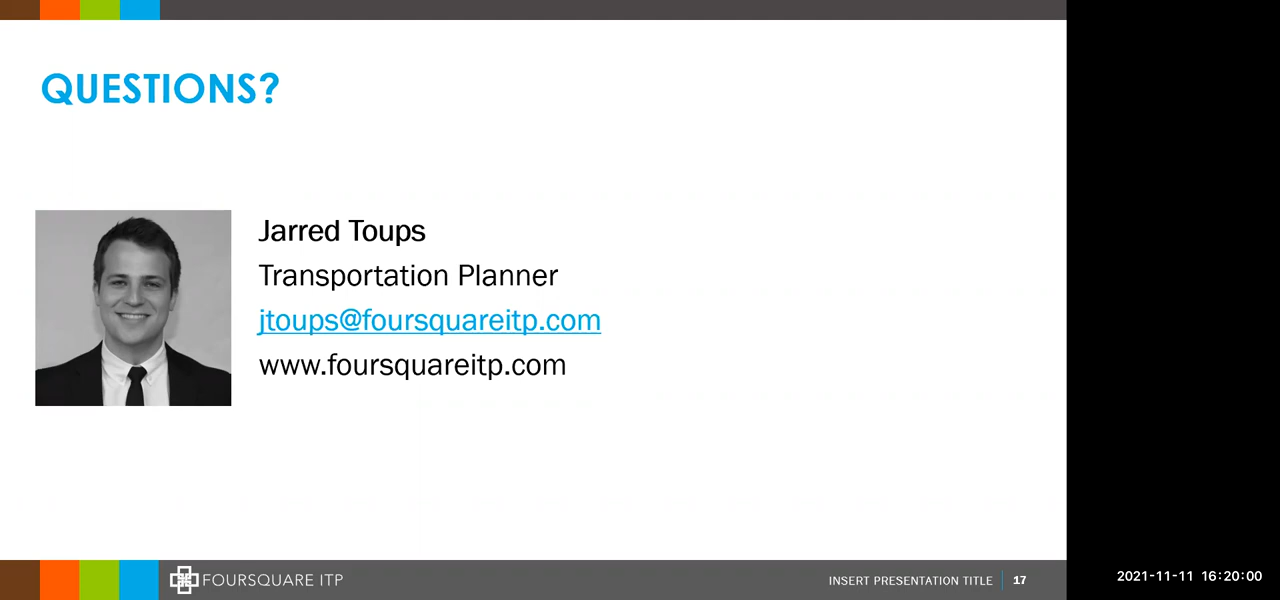 QUESTIONS?
Jarred Toups
Transportation Planner
jtoups@foursquareitp.com
www.foursquareitp.com
FOURSQUARE ITP
INSERT PRESENTATION TITLE 17
2021-11-11 16:20:00